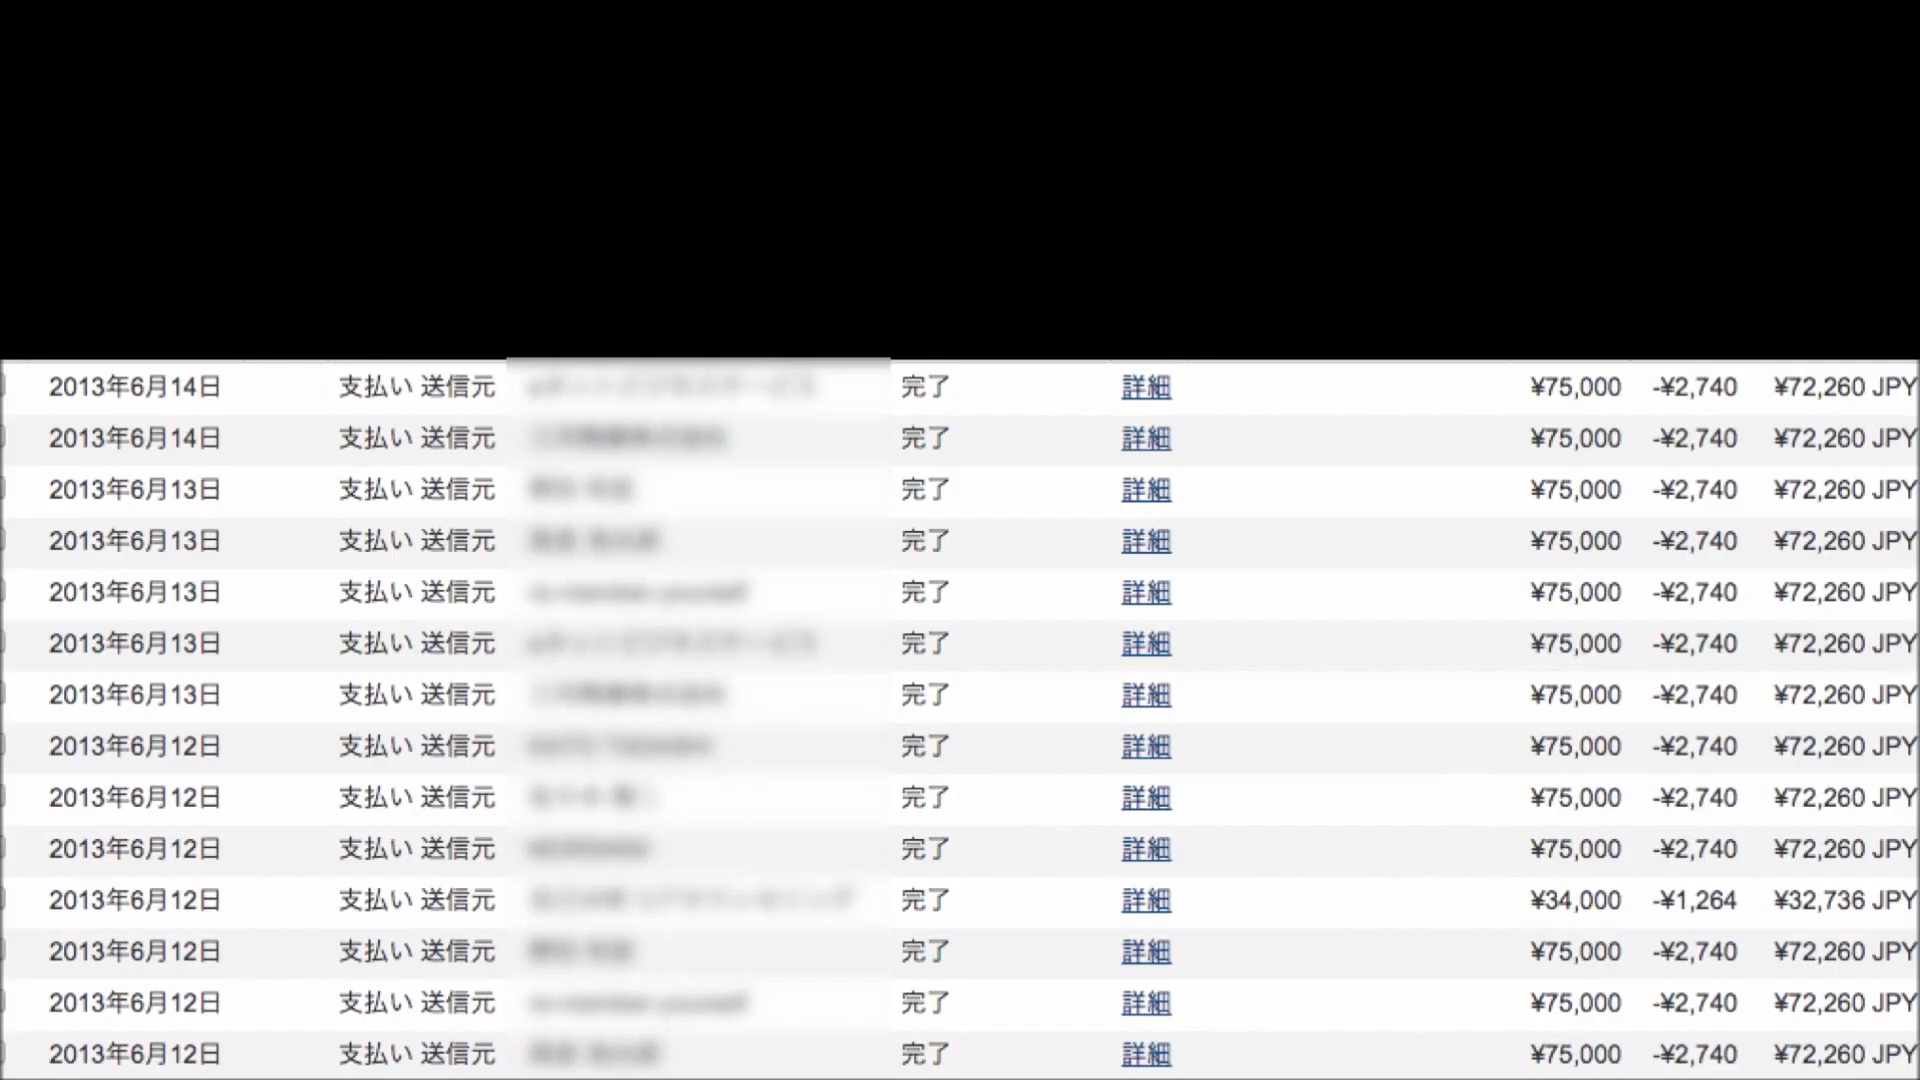 2013年6月14日 支払い 送信元 完了 詳細 ¥75,000 -¥2,740 ¥72,260 JPY
2013年6月14日 支払い 送信元 完了 詳細 ¥75,000 -¥2,740 ¥72,260 JPY
2013年6月13日 支払い 送信元 完了 詳細 ¥75,000 -¥2,740 ¥72,260 JPY
2013年6月13日 支払い 送信元 完了 詳細 ¥75,000 -¥2,740 ¥72,260 JPY
2013年6月13日 支払い 送信元 完了 詳細 ¥75,000 -¥2,740 ¥72,260 JPY
2013年6月13日 支払い 送信元 完了 詳細 ¥75,000 -¥2,740 ¥72,260 JPY
2013年6月13日 支払い 送信元 完了 詳細 ¥75,000 -¥2,740 ¥72,260 JPY
2013年6月12日 支払い 送信元 完了 詳細 ¥75,000 -¥2,740 ¥72,260 JPY
2013年6月12日 支払い 送信元 完了 詳細 ¥75,000 -¥2,740 ¥72,260 JPY
2013年6月12日 支払い 送信元 完了 詳細 ¥75,000 -¥2,740 ¥72,260 JPY
2013年6月12日 支払い 送信元 完了 詳細 ¥34,000 -¥1,264 ¥32,736 JPY
2013年6月12日 支払い 送信元 完了 詳細 ¥75,000 -¥2,740 ¥72,260 JPY
2013年6月12日 支払い 送信元 完了 詳細 ¥75,000 -¥2,740 ¥72,260 JPY
2013年6月12日 支払い 送信元 完了 詳細 ¥75,000 -¥2,740 ¥72,260 JPY